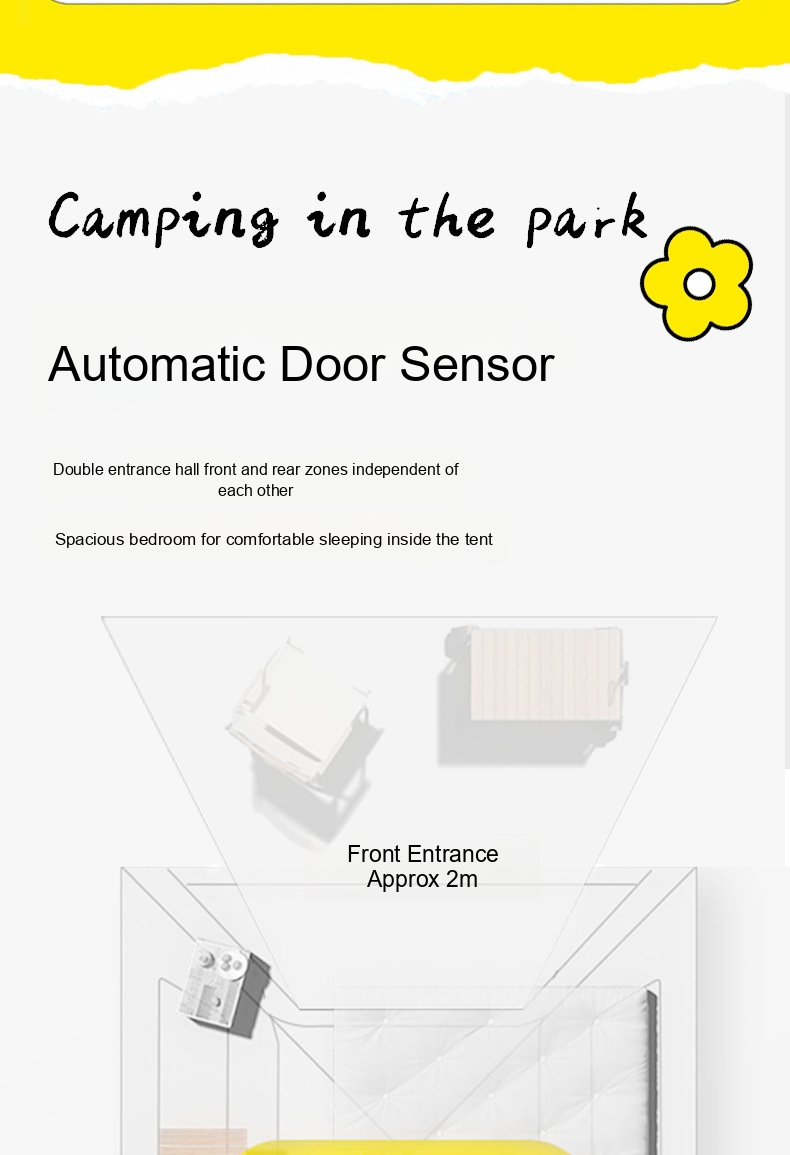 Camping in the park
Automatic Door Sensor
Double entrance hall front and rear zones independent of
each other
Spacious bedroom for comfortable sleeping inside the tent
Front Entrance
Approx 2m